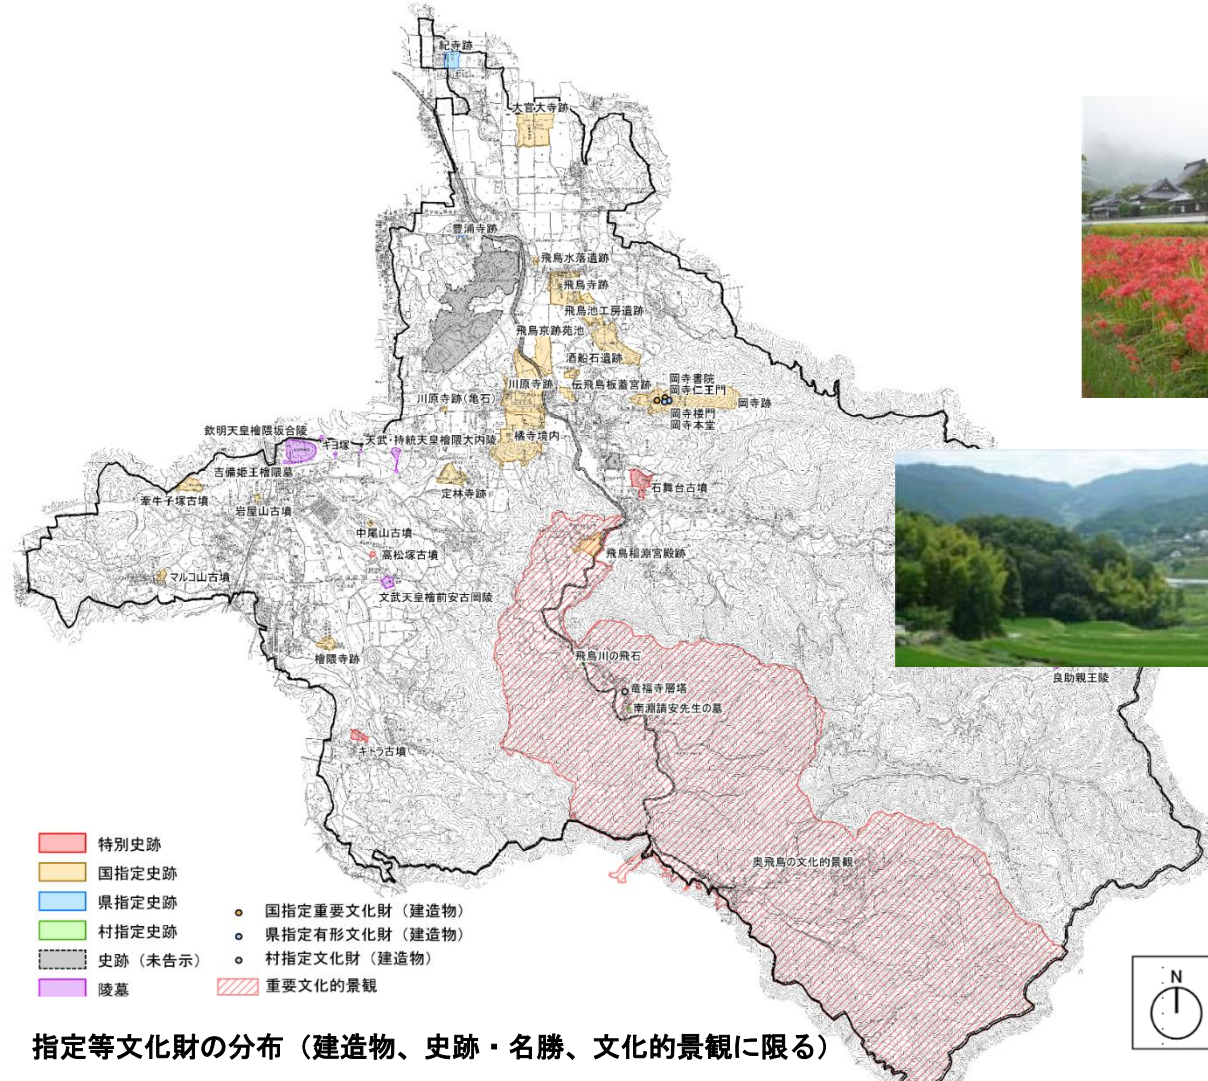 紀寺跡
大官大寺跡
豊浦寺跡
飛鳥水落遺跡
飛鳥寺跡
飛鳥池工房遺跡
飛鳥京跡苑池
酒船石遺跡
川原寺跡
伝飛鳥板蓋宮跡
岡寺書院
岡寺仁王門
岡寺跡
川原寺跡(亀石)
岡寺楼門
岡寺本堂
欽明天皇檜隈坂合陵
キヨ塚
天武・持統天皇檜隈大内陵
橘寺境内
吉備姫王檜隈墓
定林寺跡
石舞台古墳
牽牛子塚古墳
岩屋山古墳
中尾山古墳
高松塚古墳
飛鳥稲淵宮殿跡
マルコ山古墳
文武天皇檜前安古岡陵
檜隈寺跡
飛鳥川の飛石
良助親王陵
竜福寺層塔
南淵請安先生の墓
キトラ古墳
奥飛鳥の文化的景観
特別史跡
国指定史跡
県指定史跡
村指定史跡
史跡（未告示）
陵墓
国指定重要文化財（建造物）
県指定有形文化財（建造物）
村指定文化財（建造物）
重要文化的景観
N
指定等文化財の分布（建造物、史跡・名勝、文化的景観に限る）